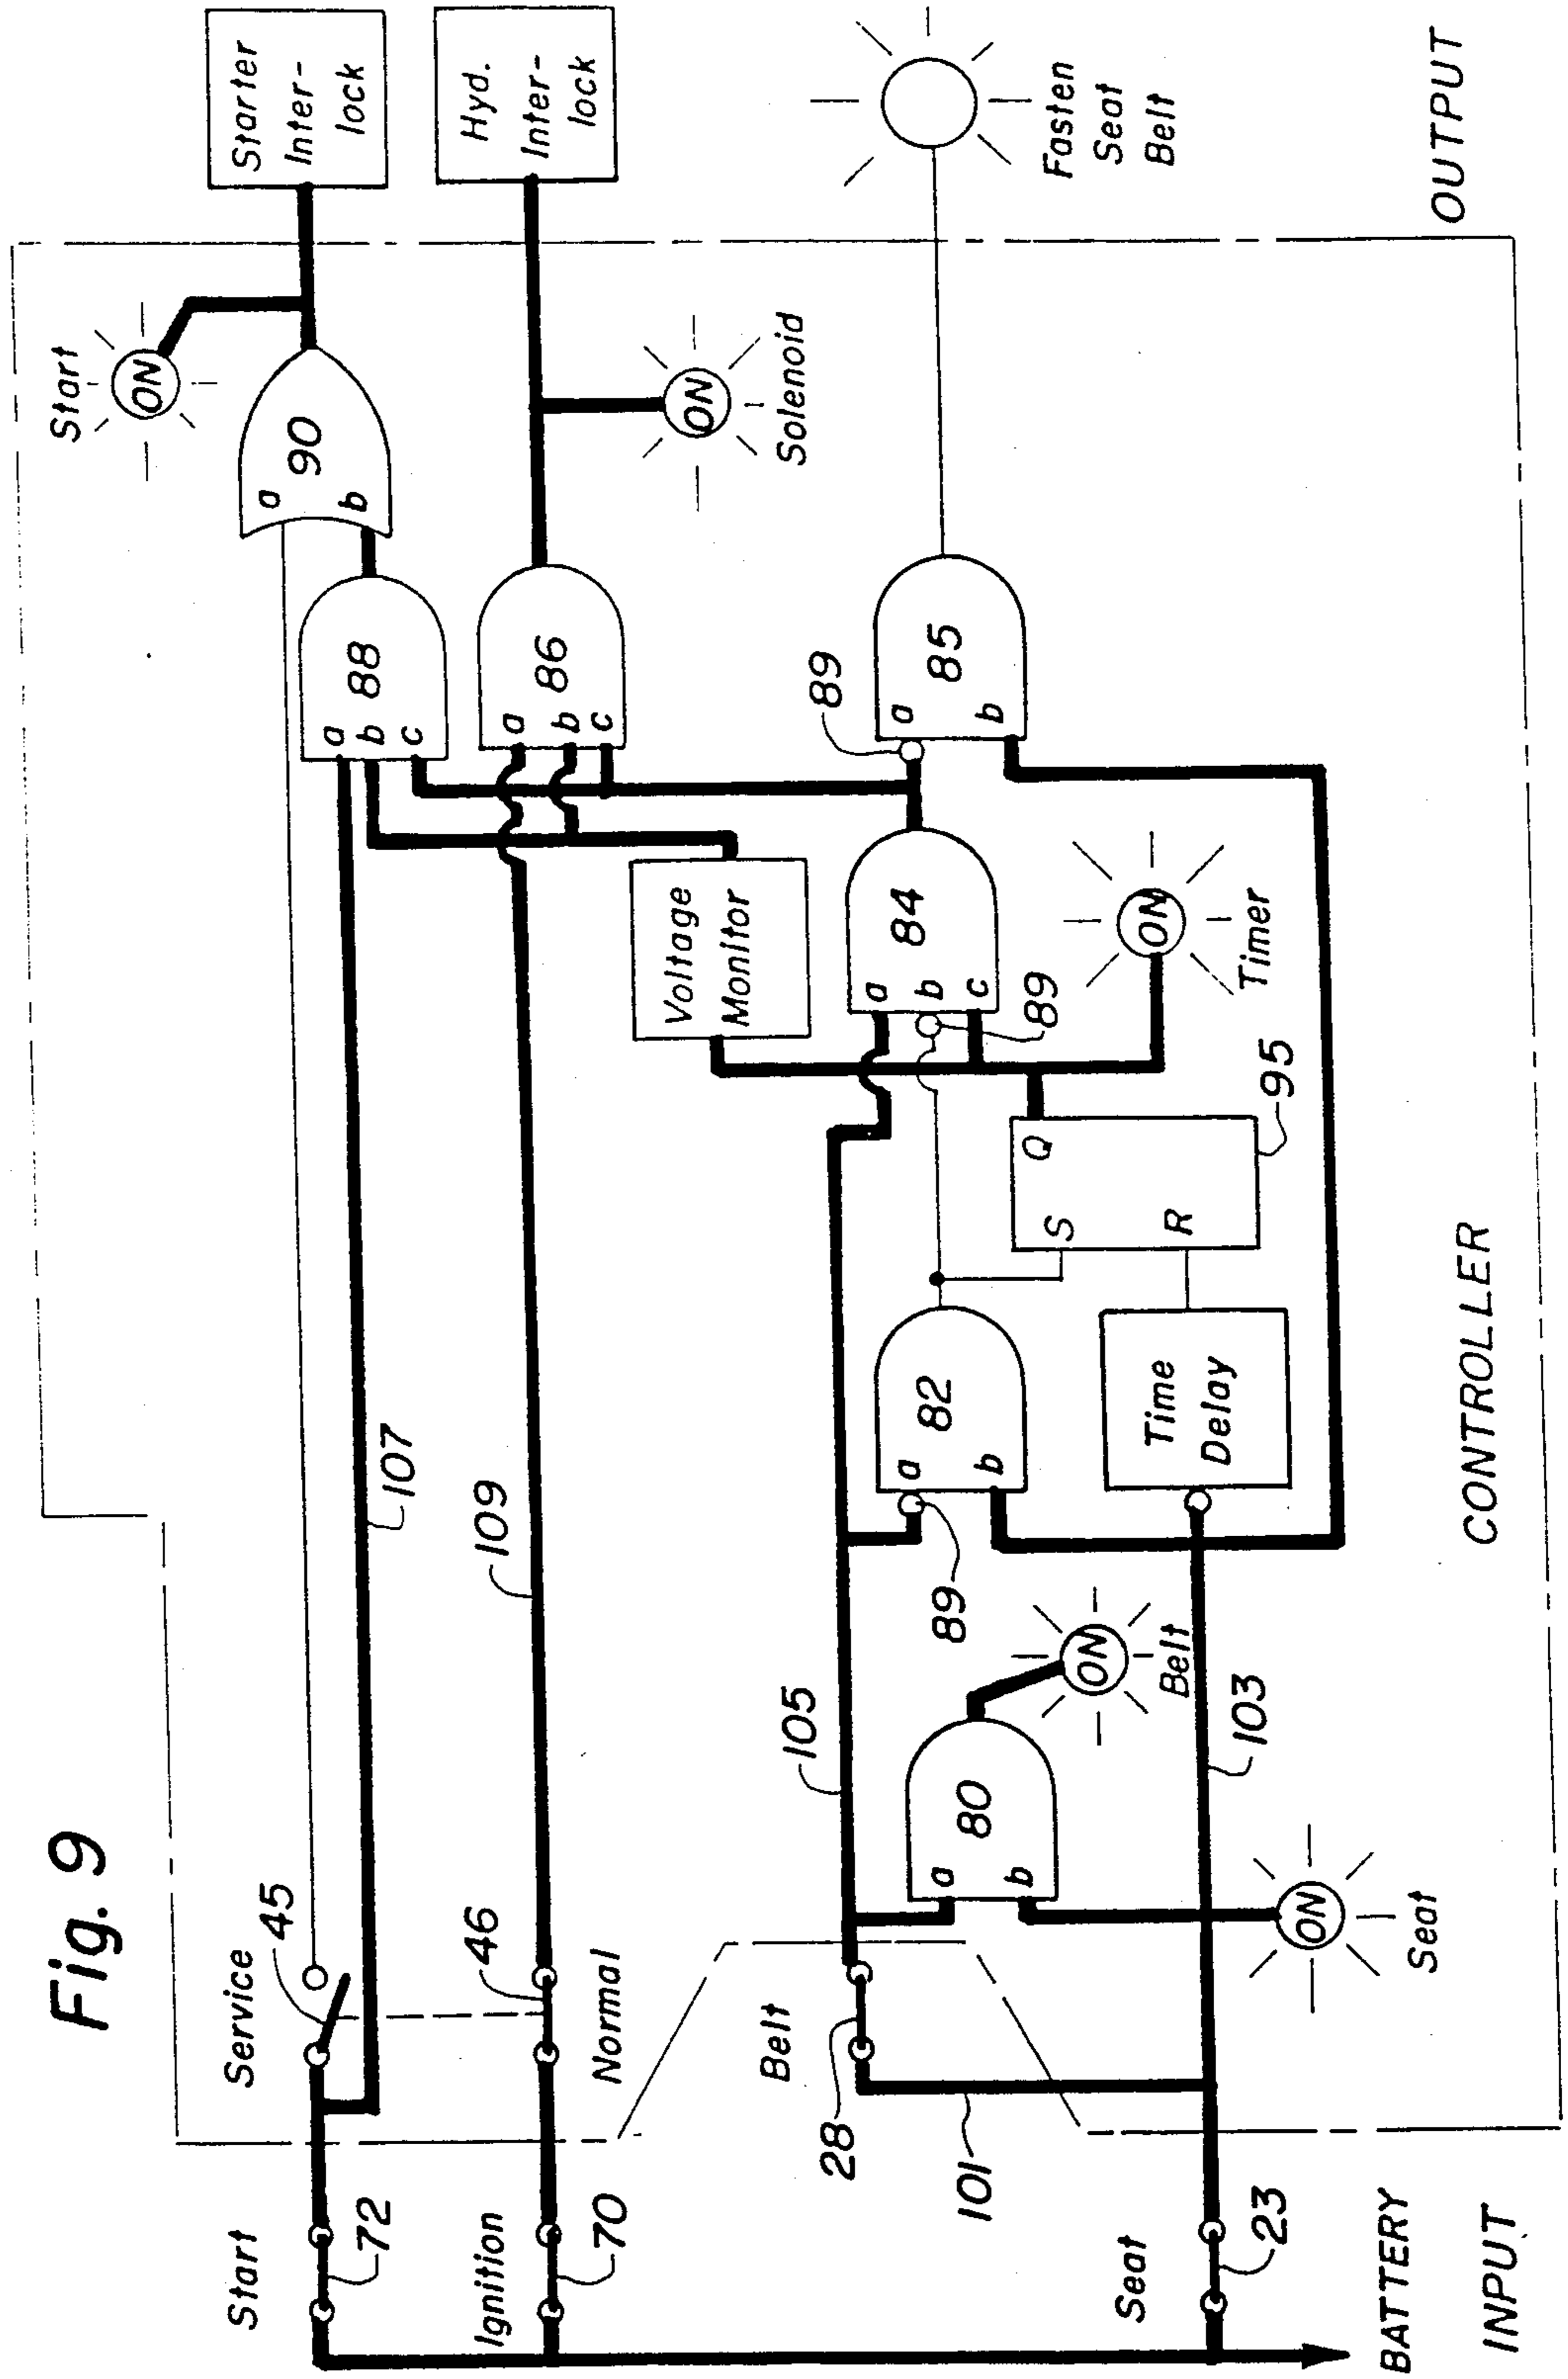 Fig. 9
Start
72
Service
45
107
a
b
c
88
a
b
90
Start
ON
Starter
Inter-
lock
Ignition
70
46
Normal
109
a
b
c
86
Solenoid
ON
Hyd.
Inter-
lock
Voltage
Monitor
Belt
28
101
105
a
b
80
ON
Belt
89
a
b
82
a
b
c
84
89
89
a
b
85
Fasten
Seat
Belt
S
R
Q
95
Time
Delay
ON
Timer
Seat
23
103
ON
Seat
BATTERY
INPUT
CONTROLLER
OUTPUT